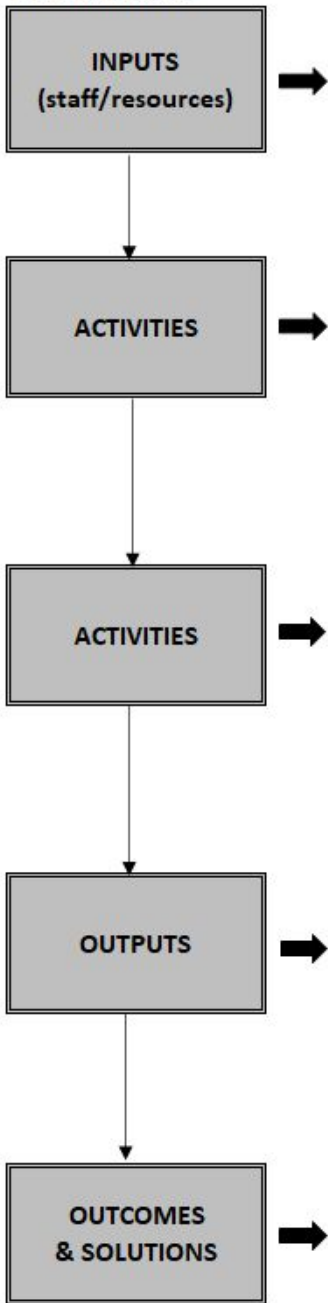 INPUTS
(staff/resources)
ACTIVITIES
ACTIVITIES
OUTPUTS
OUTCOMES
& SOLUTIONS